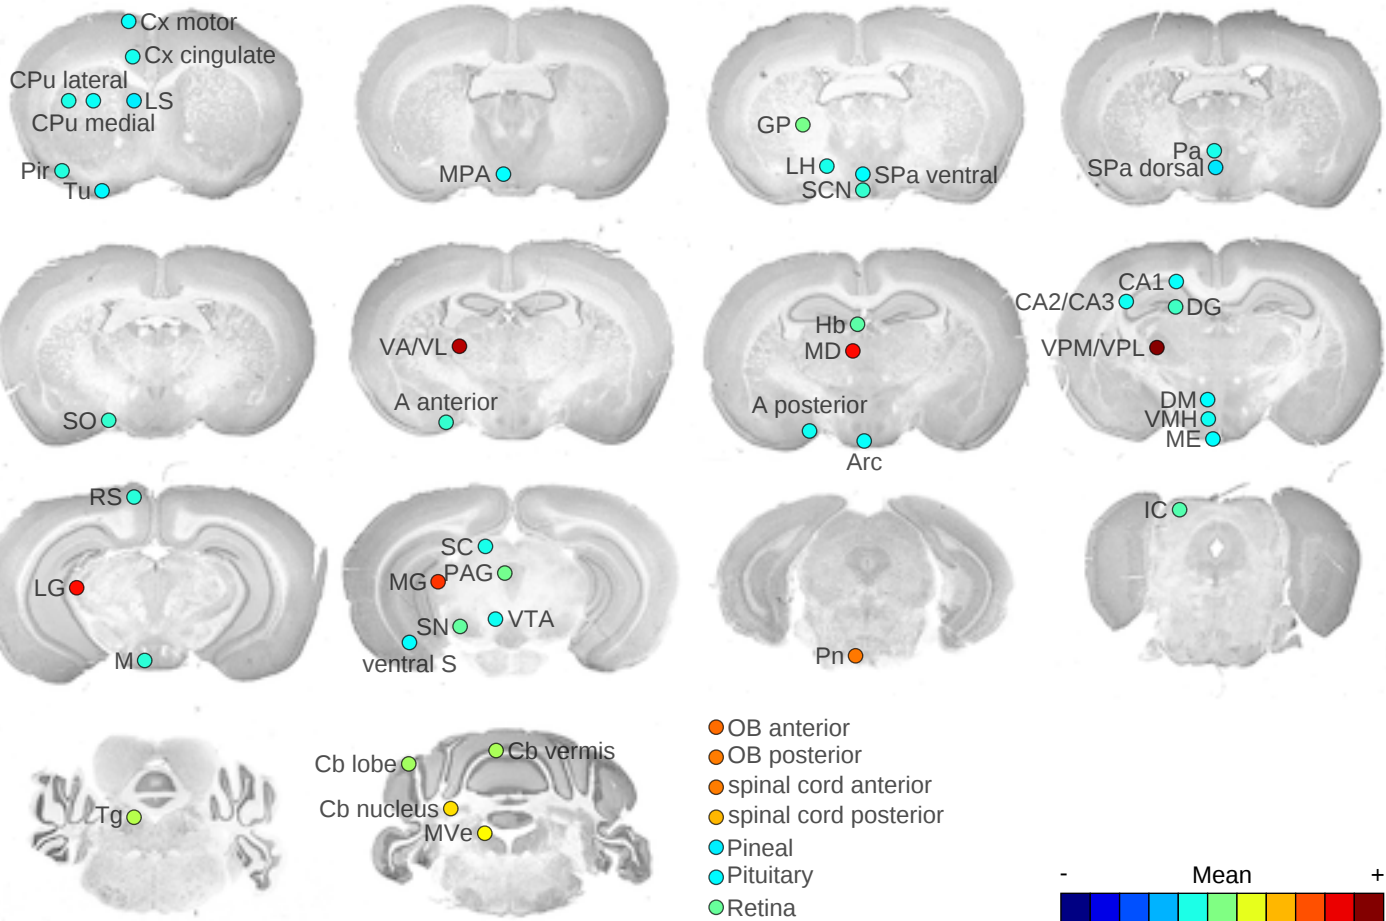 Cx motor
Cx cingulate
CPu lateral
LS
CPu medial
Pir
Tu
MPA
GP
LH
SPa ventral
SCN
Pa
SPa dorsal
SO
VA/VL
A anterior
Hb
MD
A posterior
Arc
CA1
CA2/CA3
DG
VPM/VPL
DM
VMH
ME
RS
LG
M
SC
MG
PAG
SN
VTA
ventral S
Pn
IC
Tg
Cb lobe
Cb vermis
Cb nucleus
MVe
OB anterior
OB posterior
spinal cord anterior
spinal cord posterior
Pineal
Pituitary
Retina
- Mean +